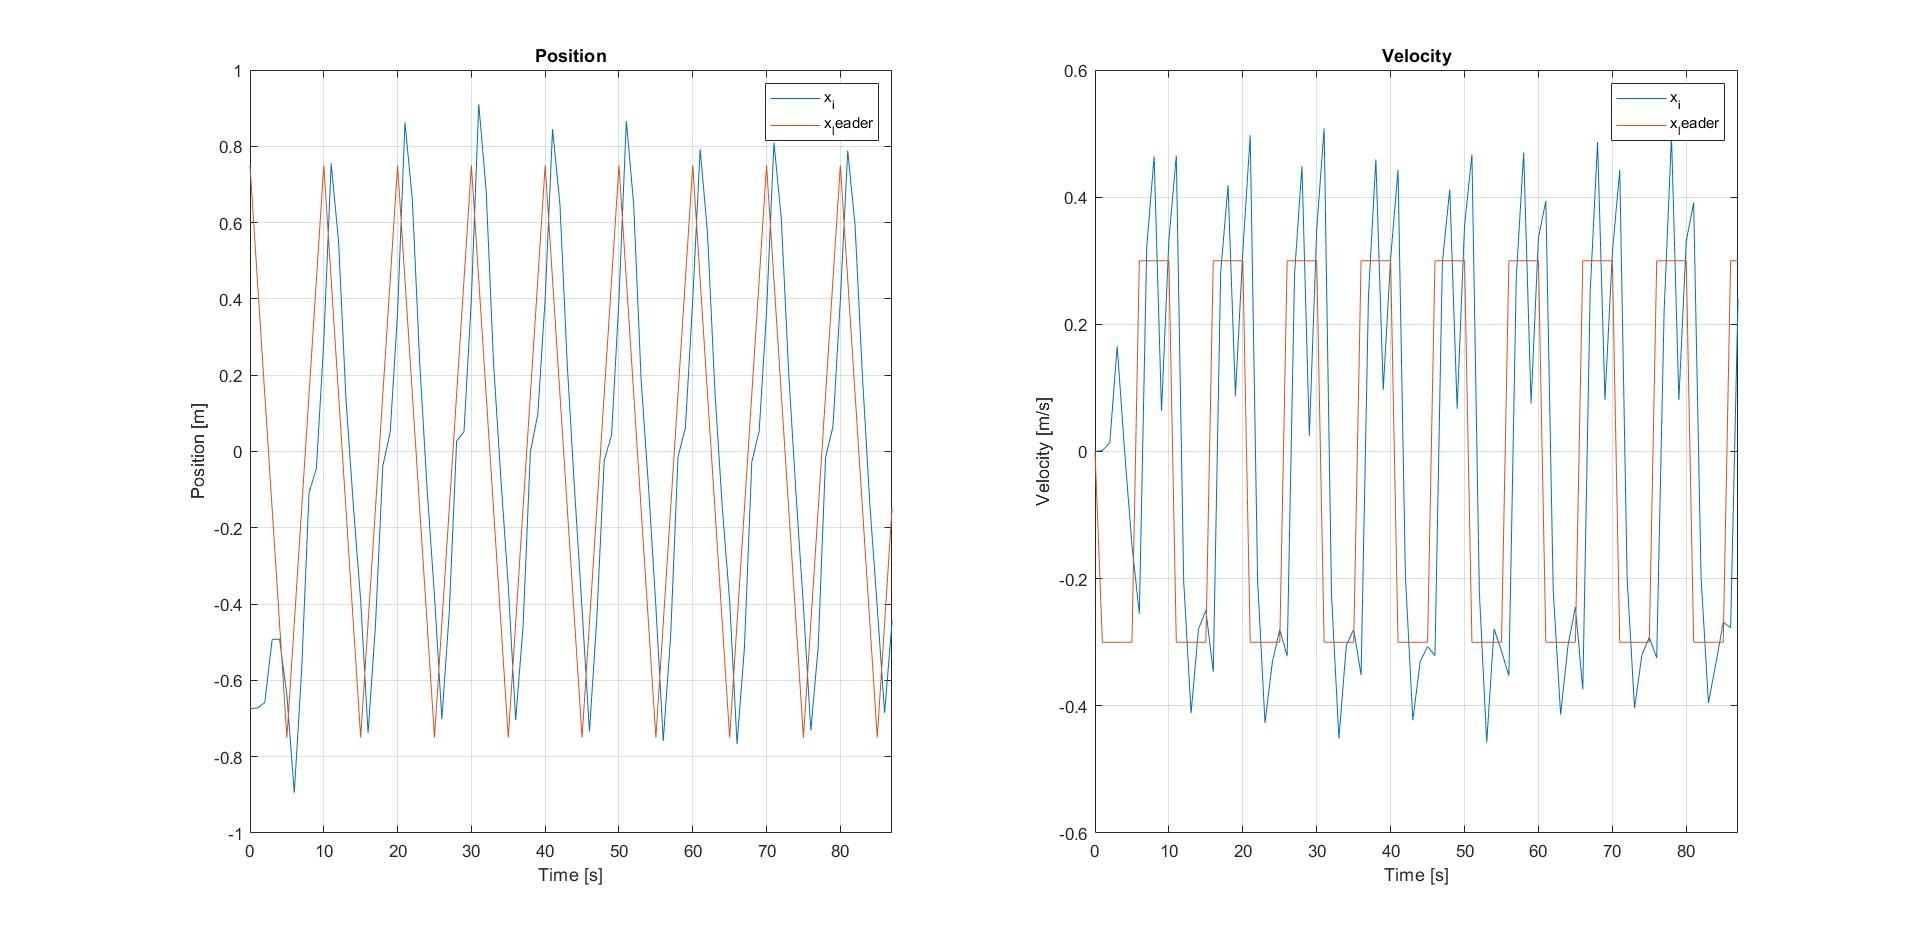 Position
1
0.8
0.6
0.4
0.2
0
-0.2
-0.4
-0.6
-0.8
-1
0 10 20 30 40 50 60 70 80
Time [s]
Position [m]
xi
xleader
Velocity
0.6
0.4
0.2
0
-0.2
-0.4
-0.6
0 10 20 30 40 50 60 70 80
Time [s]
Velocity [m/s]
xi
xleader